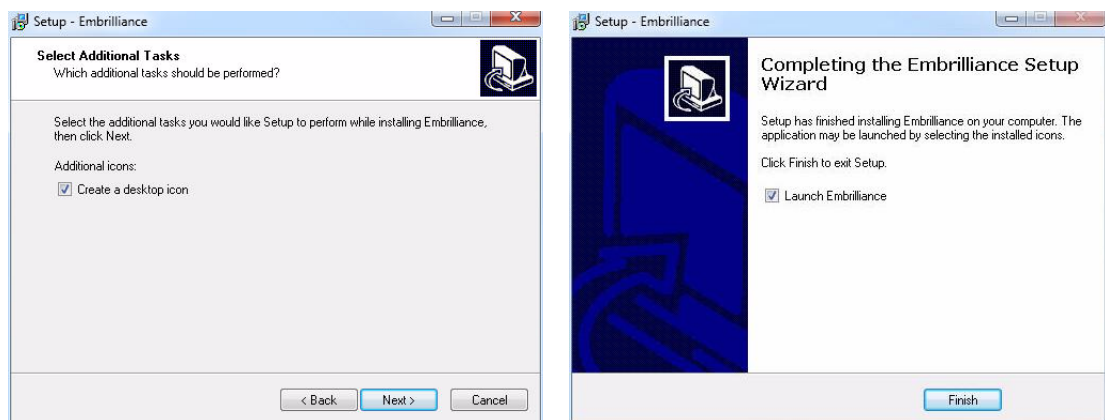 Setup - Embrilliance
Select Additional Tasks
Which additional tasks should be performed?
Select the additional tasks you would like Setup to perform while installing Embrilliance,
then click Next.
Additional icons:
Create a desktop icon
< Back
Next >
Cancel
Setup - Embrilliance
Completing the Embrilliance Setup
Wizard
Setup has finished installing Embrilliance on your computer. The
application may be launched by selecting the installed icons.
Click Finish to exit Setup.
Launch Embrilliance
Finish